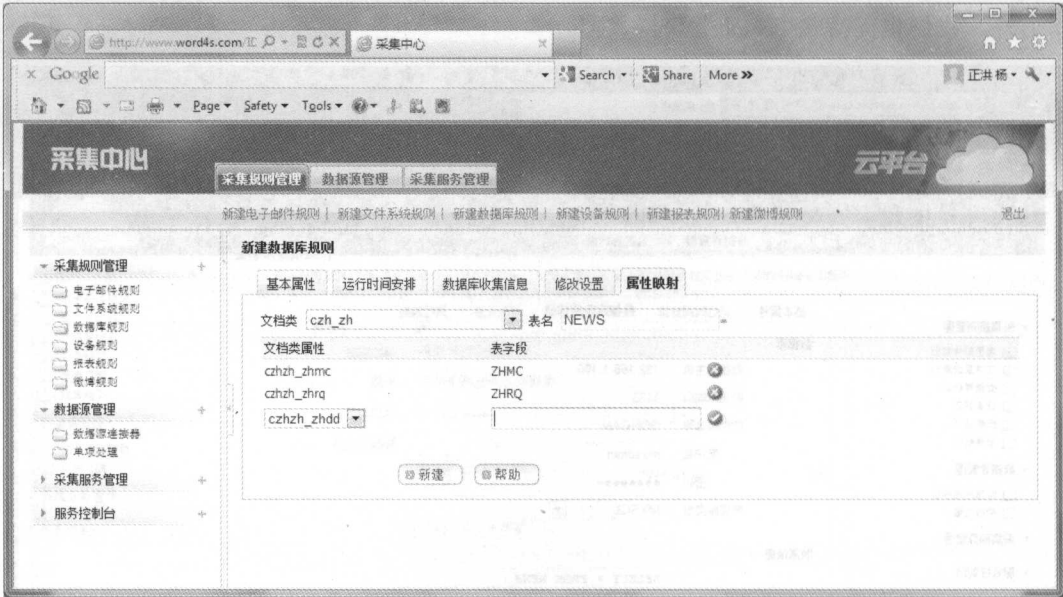 http://www.word4s.com/IC
采集中心
Google
Search
Share
More »
正洪 杨
Page
Safety
Tools
采集中心
云平台
采集规则管理 数据源管理 采集服务管理
新建电子邮件规则 | 新建文件系统规则 | 新建数据库规则 | 新建设备规则 | 新建报表规则 | 新建微博规则 退出
采集规则管理
电子邮件规则
文件系统规则
数据库规则
设备规则
报表规则
微博规则
数据源管理
数据源连接器
单项处理
采集服务管理
服务控制台
新建数据库规则
基本属性 运行时间安排 数据库收集信息 修改设置 属性映射
文档类 czh_zh 表名 NEWS
文档类属性 表字段
czhzh_zhmc ZHMC
czhzh_zhrq ZHRQ
czhzh_zhdd
新建 帮助